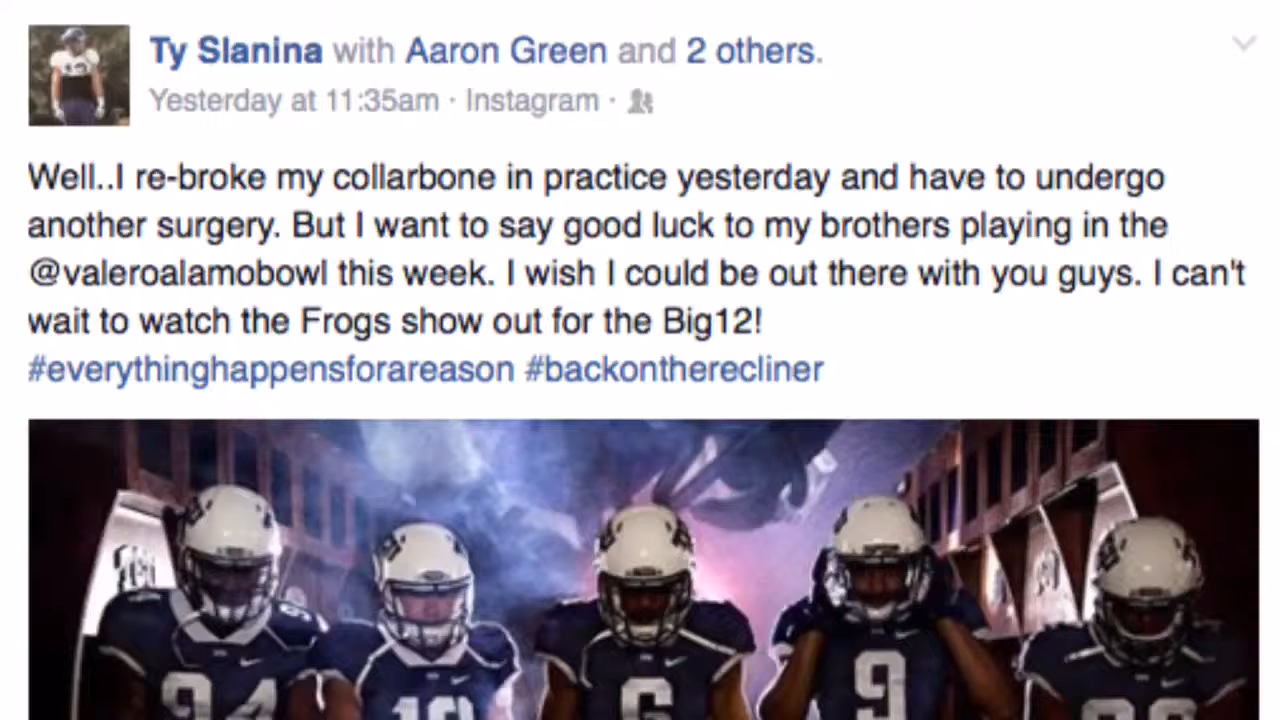 Ty Slanina with Aaron Green and 2 others.
Yesterday at 11:35am · Instagram ·
Well..I re-broke my collarbone in practice yesterday and have to undergo
another surgery. But I want to say good luck to my brothers playing in the
@valeroalamobowl this week. I wish I could be out there with you guys. I can't
wait to watch the Frogs show out for the Big12!
#everythinghappensforareason #backontherecliner
94
6
9